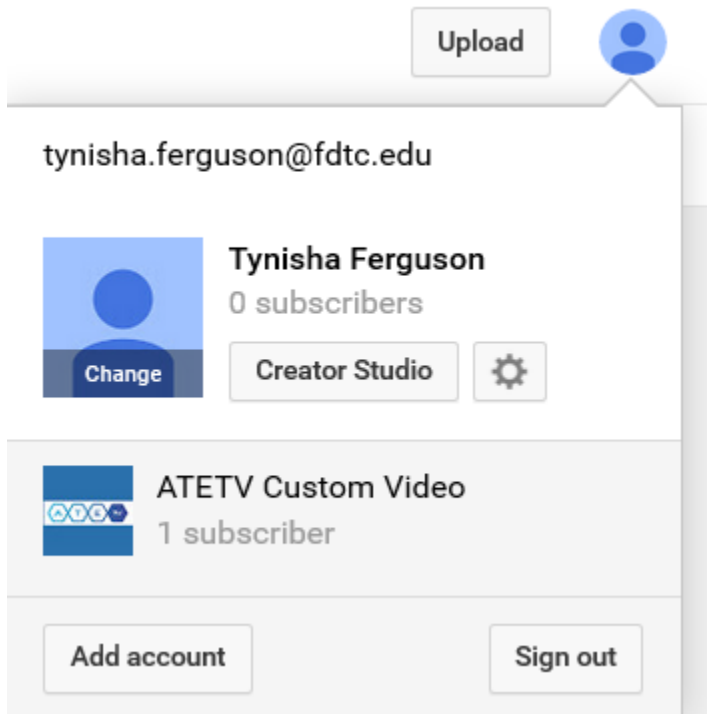 Upload
tynisha.ferguson@fdtc.edu
Tynisha Ferguson
0 subscribers
Change
Creator Studio
ATETV Custom Video
A T E TV
1 subscriber
Add account
Sign out